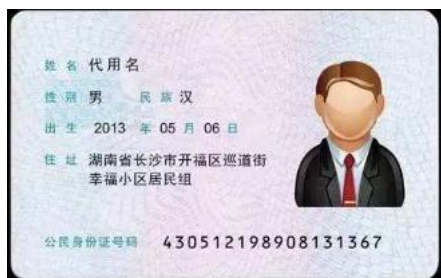 姓名 代用名
性别 男 民族 汉
出生 2013 年 05 月 06 日
住址 湖南省长沙市开福区巡道街
幸福小区居民组
公民身份证号码 430512198908131367